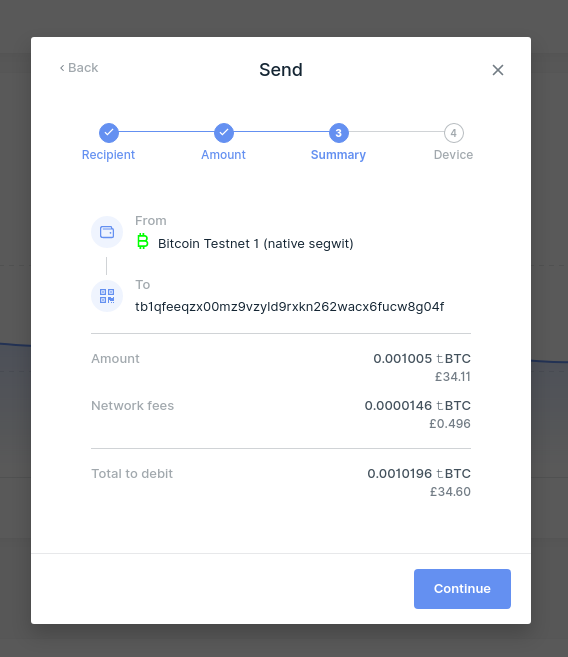 ‹ Back
Send
3
4
Recipient
Amount
Summary
Device
From
Bitcoin Testnet 1 (native segwit)
To
tb1qfeeqzx00mz9vzyld9rxkn262wacx6fucw8g04f
Amount
0.001005 𝚝BTC
£34.11
Network fees
0.0000146 𝚝BTC
£0.496
Total to debit
0.0010196 𝚝BTC
£34.60
Continue